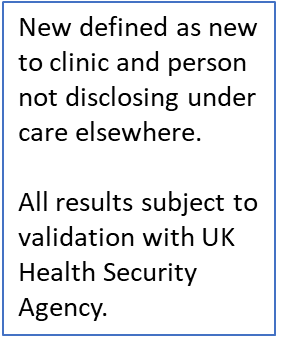 New defined as new
to clinic and person
not disclosing under
care elsewhere.

All results subject to
validation with UK
Health Security
Agency.